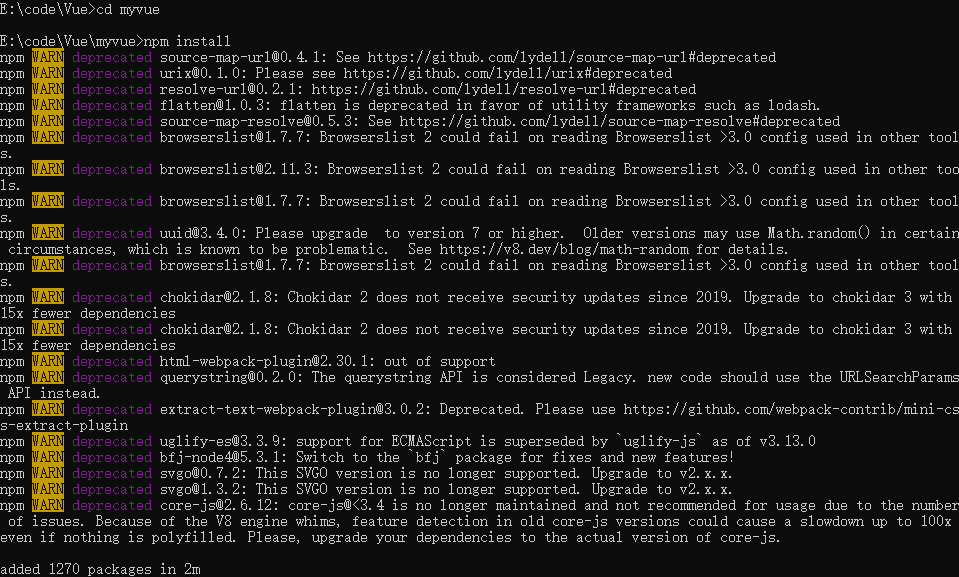 E:\code\Vue>cd myvue
E:\code\Vue\myvue>npm install
npm WARN deprecated source-map-url@0.4.1: See https://github.com/lydell/source-map-url#deprecated
npm WARN deprecated urix@0.1.0: Please see https://github.com/lydell/urix#deprecated
npm WARN deprecated resolve-url@0.2.1: https://github.com/lydell/resolve-url#deprecated
npm WARN deprecated flatten@1.0.3: flatten is deprecated in favor of utility frameworks such as lodash.
npm WARN deprecated source-map-resolve@0.5.3: See https://github.com/lydell/source-map-resolve#deprecated
npm WARN deprecated browserslist@1.7.7: Browserslist 2 could fail on reading Browserslist >3.0 config used in other tool
s.
npm WARN deprecated browserslist@2.11.3: Browserslist 2 could fail on reading Browserslist >3.0 config used in other too
ls.
npm WARN deprecated browserslist@1.7.7: Browserslist 2 could fail on reading Browserslist >3.0 config used in other tool
s.
npm WARN deprecated uuid@3.4.0: Please upgrade  to version 7 or higher.  Older versions may use Math.random() in certain
 circumstances, which is known to be problematic.  See https://v8.dev/blog/math-random for details.
npm WARN deprecated browserslist@1.7.7: Browserslist 2 could fail on reading Browserslist >3.0 config used in other tool
s.
npm WARN deprecated chokidar@2.1.8: Chokidar 2 does not receive security updates since 2019. Upgrade to chokidar 3 with
15x fewer dependencies
npm WARN deprecated chokidar@2.1.8: Chokidar 2 does not receive security updates since 2019. Upgrade to chokidar 3 with
15x fewer dependencies
npm WARN deprecated html-webpack-plugin@2.30.1: out of support
npm WARN deprecated querystring@0.2.0: The querystring API is considered Legacy. new code should use the URLSearchParams
 API instead.
npm WARN deprecated extract-text-webpack-plugin@3.0.2: Deprecated. Please use https://github.com/webpack-contrib/mini-cs
s-extract-plugin
npm WARN deprecated uglify-es@3.3.9: support for ECMAScript is superseded by `uglify-js` as of v3.13.0
npm WARN deprecated bfj-node4@5.3.1: Switch to the `bfj` package for fixes and new features!
npm WARN deprecated svgo@0.7.2: This SVGO version is no longer supported. Upgrade to v2.x.x.
npm WARN deprecated svgo@1.3.2: This SVGO version is no longer supported. Upgrade to v2.x.x.
npm WARN deprecated core-js@2.6.12: core-js@<3.4 is no longer maintained and not recommended for usage due to the number
 of issues. Because of the V8 engine whims, feature detection in old core-js versions could cause a slowdown up to 100x
even if nothing is polyfilled. Please, upgrade your dependencies to the actual version of core-js.
added 1270 packages in 2m